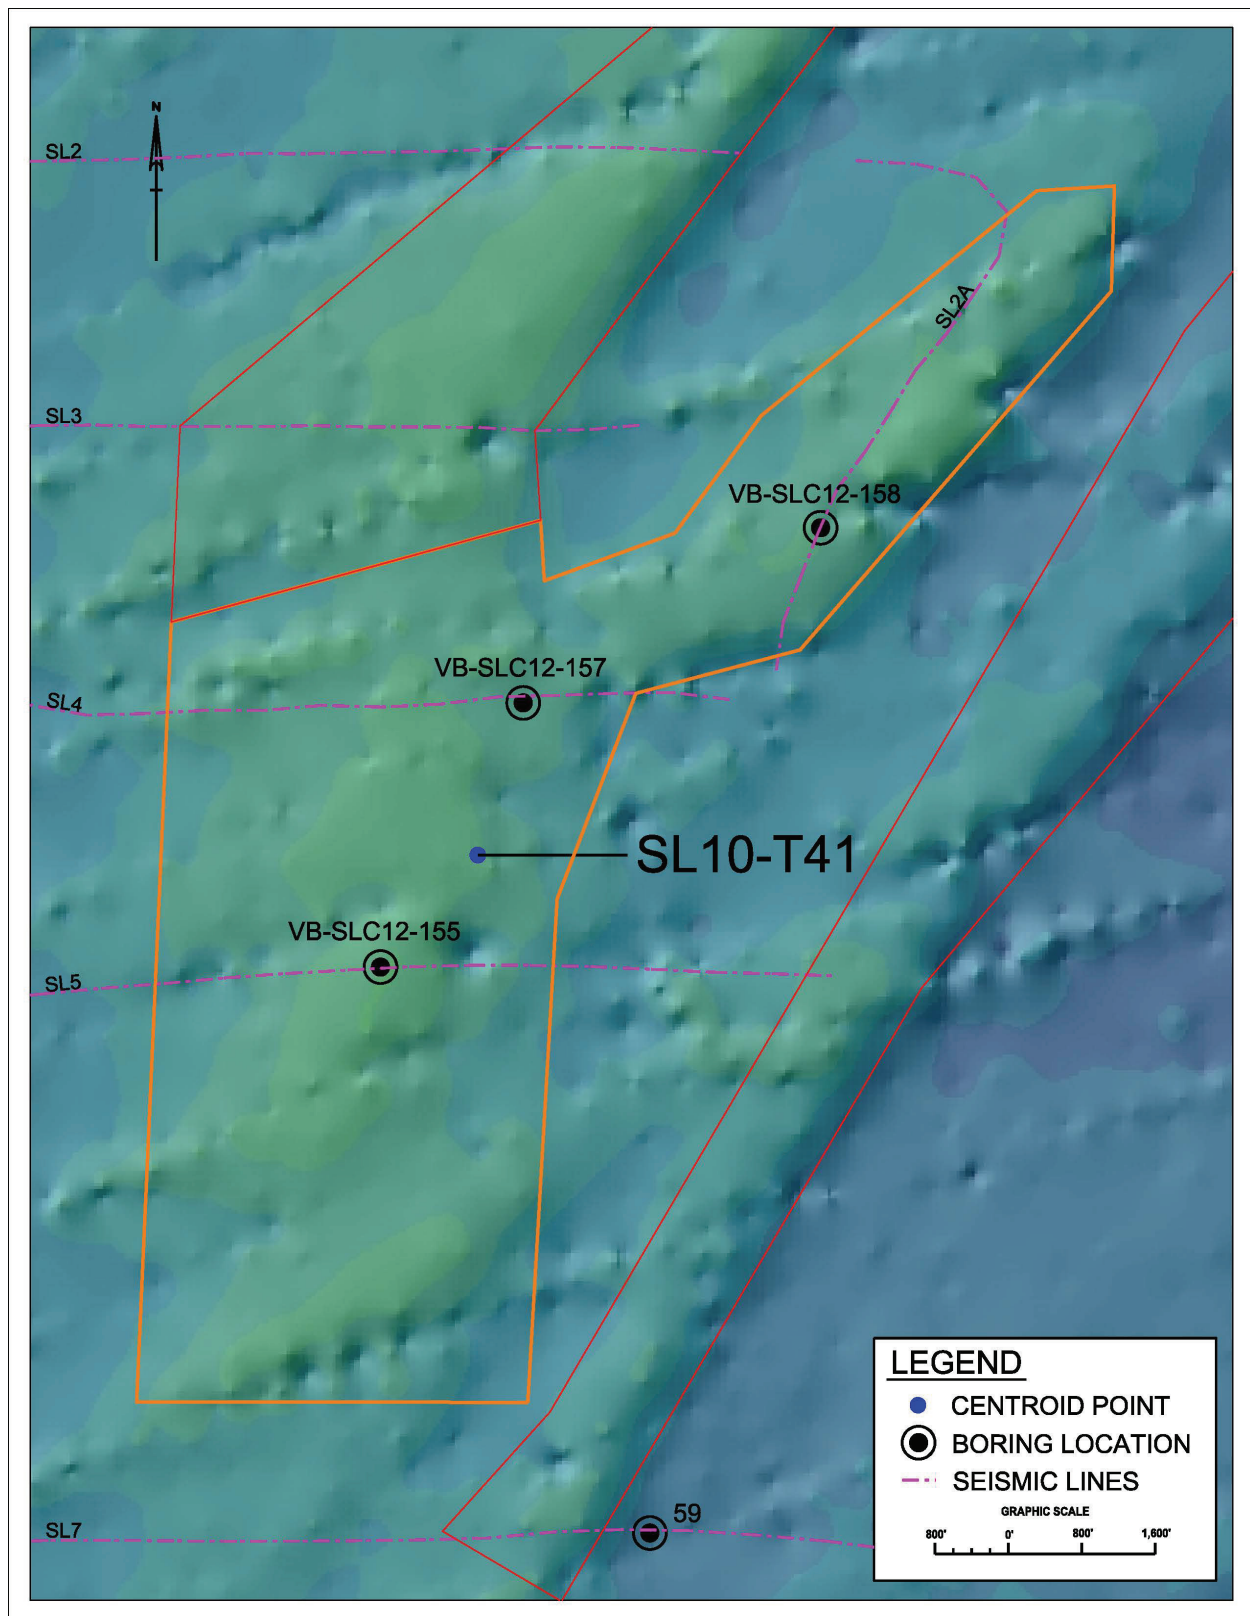 N
SL2
SL2A
SL3
VB-SLC12-158
VB-SLC12-157
SL4
SL10-T41
VB-SLC12-155
SL5
LEGEND
CENTROID POINT
BORING LOCATION
SEISMIC LINES
GRAPHIC SCALE
800' 0' 800' 1,600'
59
SL7